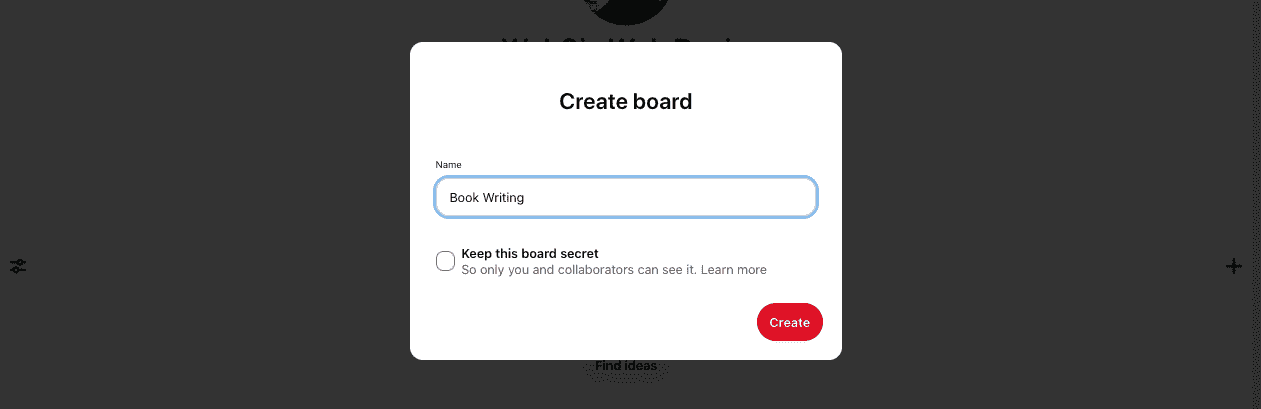 Create board
Name
Book Writing
Keep this board secret
So only you and collaborators can see it. Learn more
Create
Find ideas